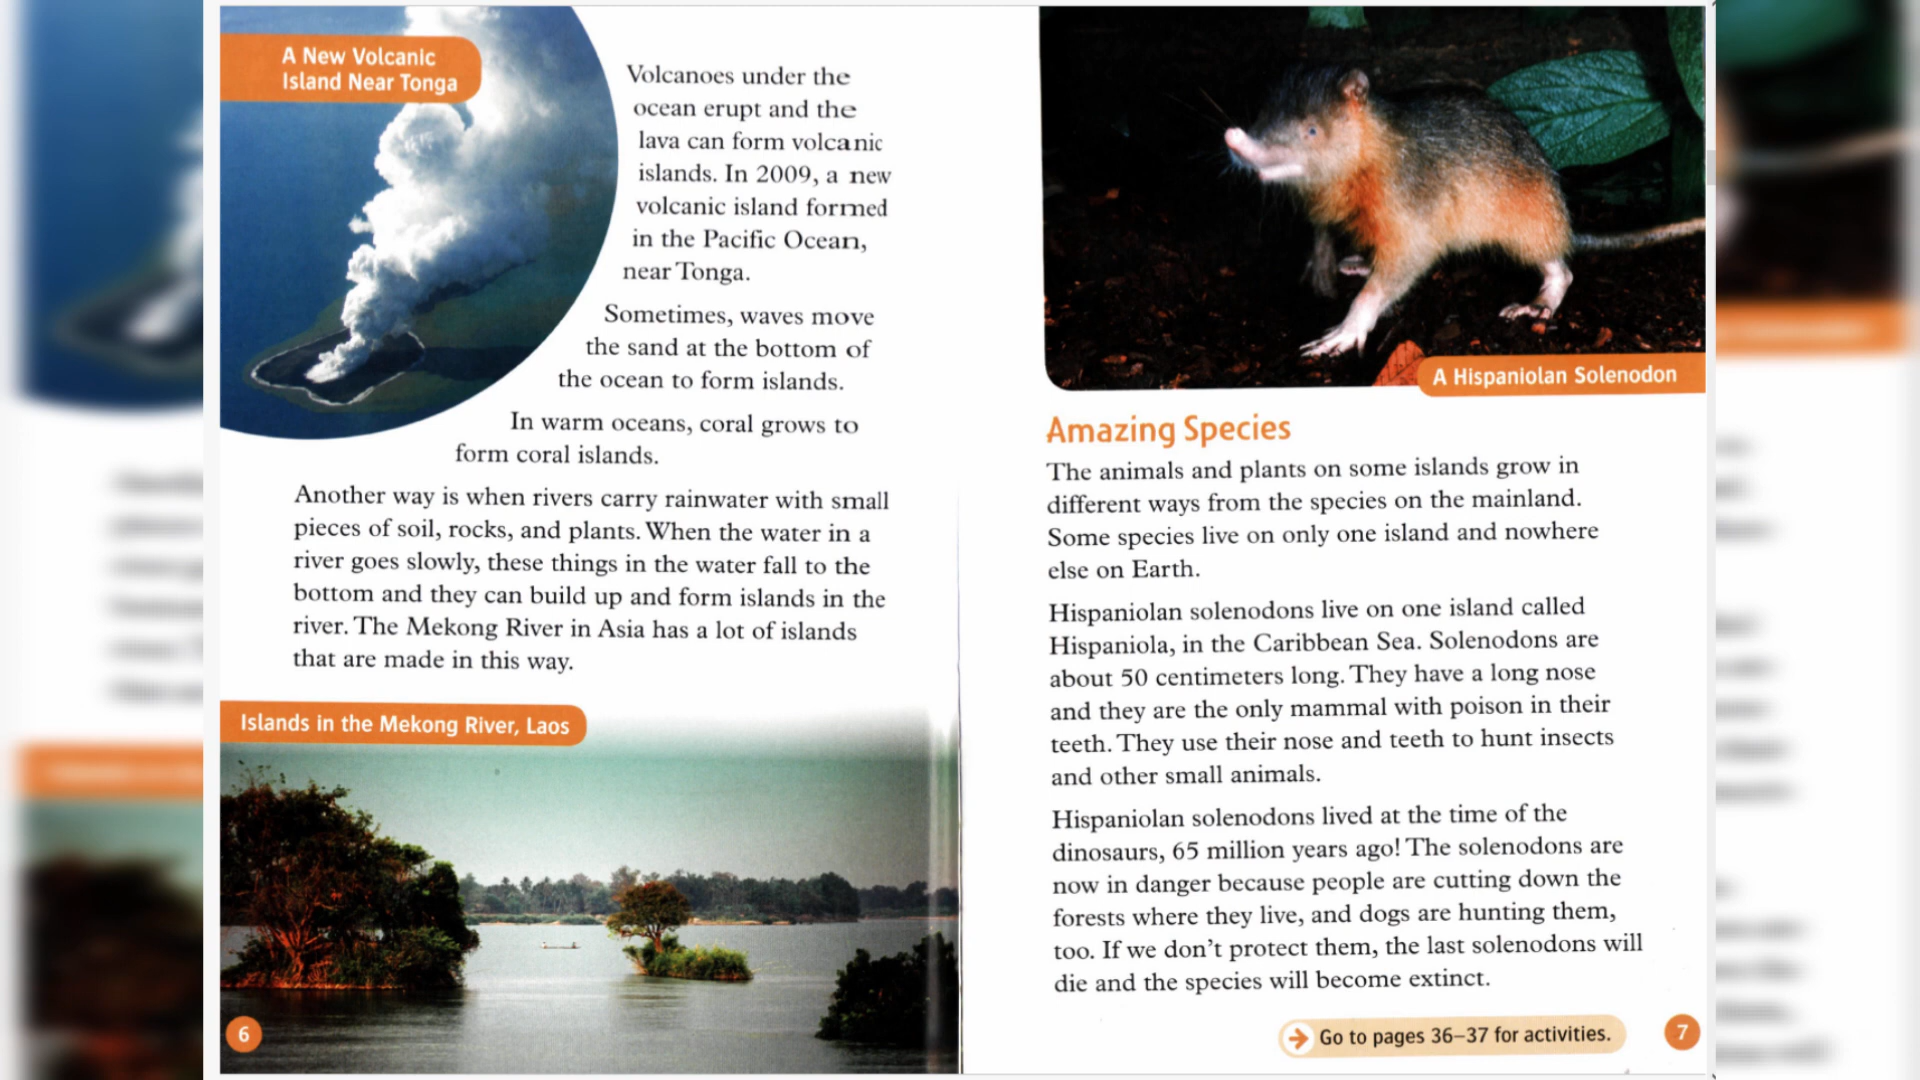 A New Volcanic
Island Near Tonga
Volcanoes under the
ocean erupt and the
lava can form volcanic
islands. In 2009, a new
volcanic island formed
in the Pacific Ocean,
near Tonga.
Sometimes, waves move
the sand at the bottom of
the ocean to form islands.
In warm oceans, coral grows to
form coral islands.
Another way is when rivers carry rainwater with small
pieces of soil, rocks, and plants. When the water in a
river goes slowly, these things in the water fall to the
bottom and they can build up and form islands in the
river. The Mekong River in Asia has a lot of islands
that are made in this way.
Islands in the Mekong River, Laos
6
A Hispaniolan Solenodon
Amazing Species
The animals and plants on some islands grow in
different ways from the species on the mainland.
Some species live on only one island and nowhere
else on Earth.
Hispaniolan solenodons live on one island called
Hispaniola, in the Caribbean Sea. Solenodons are
about 50 centimeters long. They have a long nose
and they are the only mammal with poison in their
teeth. They use their nose and teeth to hunt insects
and other small animals.
Hispaniolan solenodons lived at the time of the
dinosaurs, 65 million years ago! The solenodons are
now in danger because people are cutting down the
forests where they live, and dogs are hunting them,
too. If we don't protect them, the last solenodons will
die and the species will become extinct.
Go to pages 36–37 for activities.
7